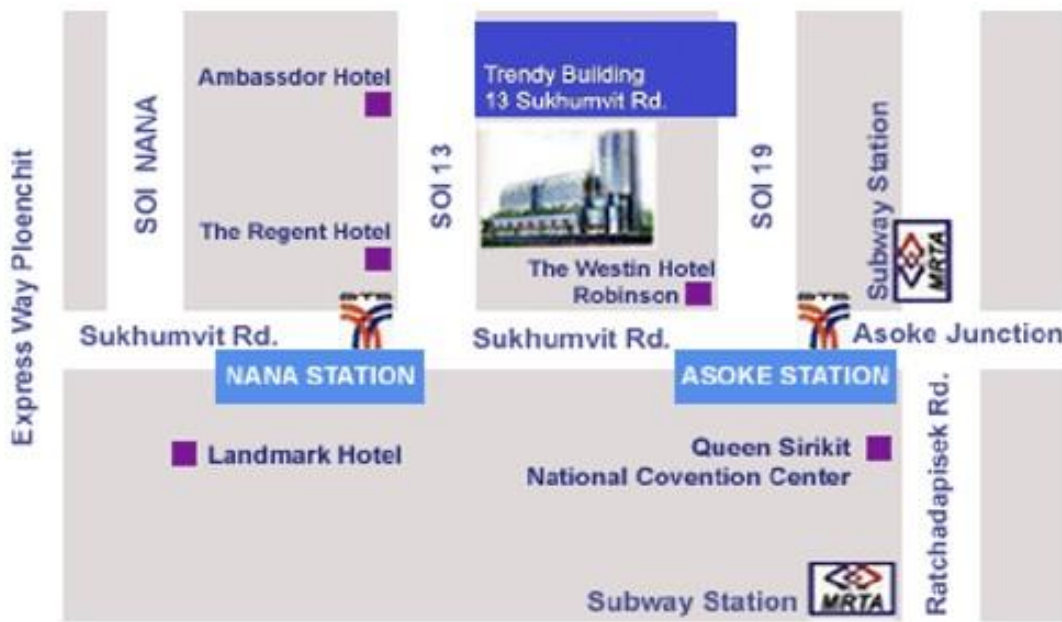 Express Way Ploenchit
SOI NANA
Ambassdor Hotel
The Regent Hotel
SOI 13
Trendy Building
13 Sukhumvit Rd.
The Westin Hotel
Robinson
SOI 19
Subway Station
MRTA
BTS
BTS
Sukhumvit Rd.
Sukhumvit Rd.
Asoke Junction
NANA STATION
ASOKE STATION
Landmark Hotel
Queen Sirikit
National Covention Center
Ratchadapisek Rd.
Subway Station
MRTA